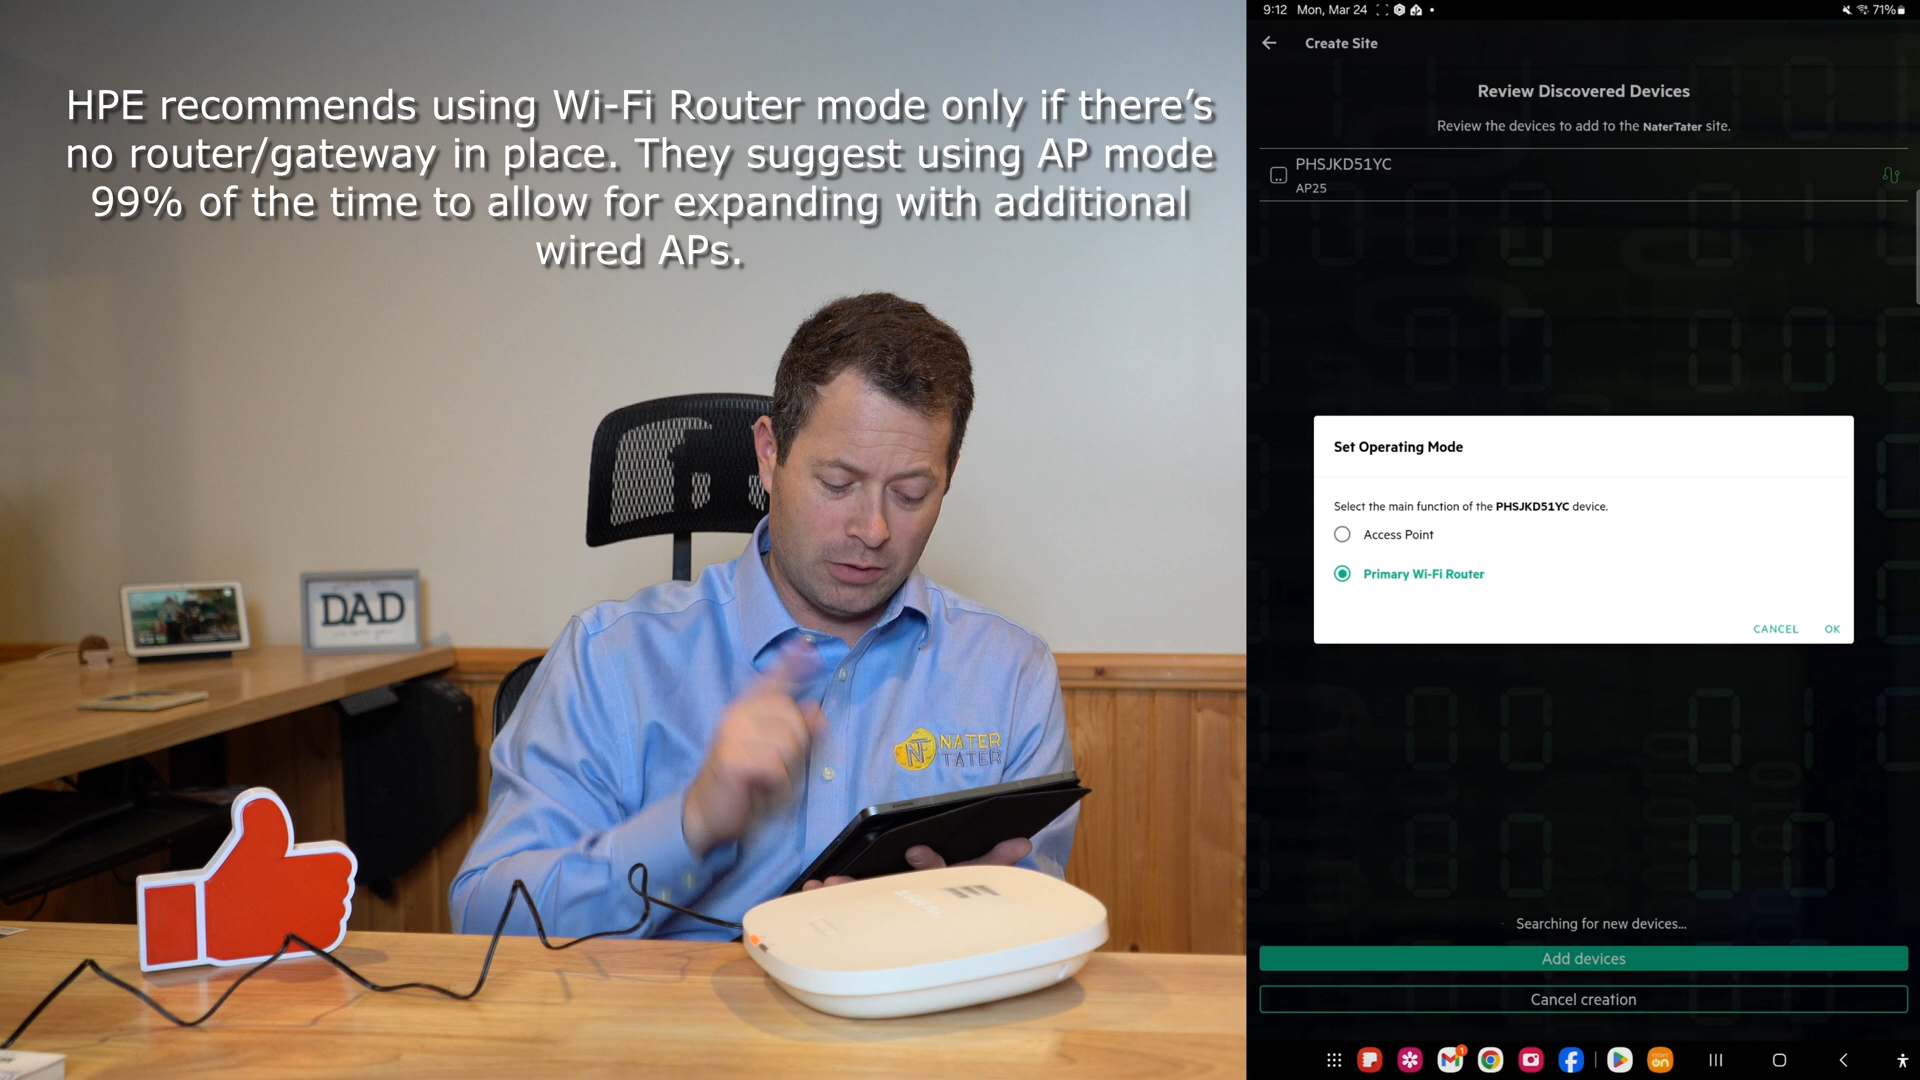 HPE recommends using Wi-Fi Router mode only if there's
no router/gateway in place. They suggest using AP mode
99% of the time to allow for expanding with additional
wired APs.
DAD
NATER
TATER
9:12 Mon, Mar 24
71%
Create Site
Review Discovered Devices
Review the devices to add to the NaterTater site.
PHSJKD51YC
AP25
Set Operating Mode
Select the main function of the PHSJKD51YC device.
Access Point
Primary Wi-Fi Router
CANCEL OK
Searching for new devices...
Add devices
Cancel creation
1
on